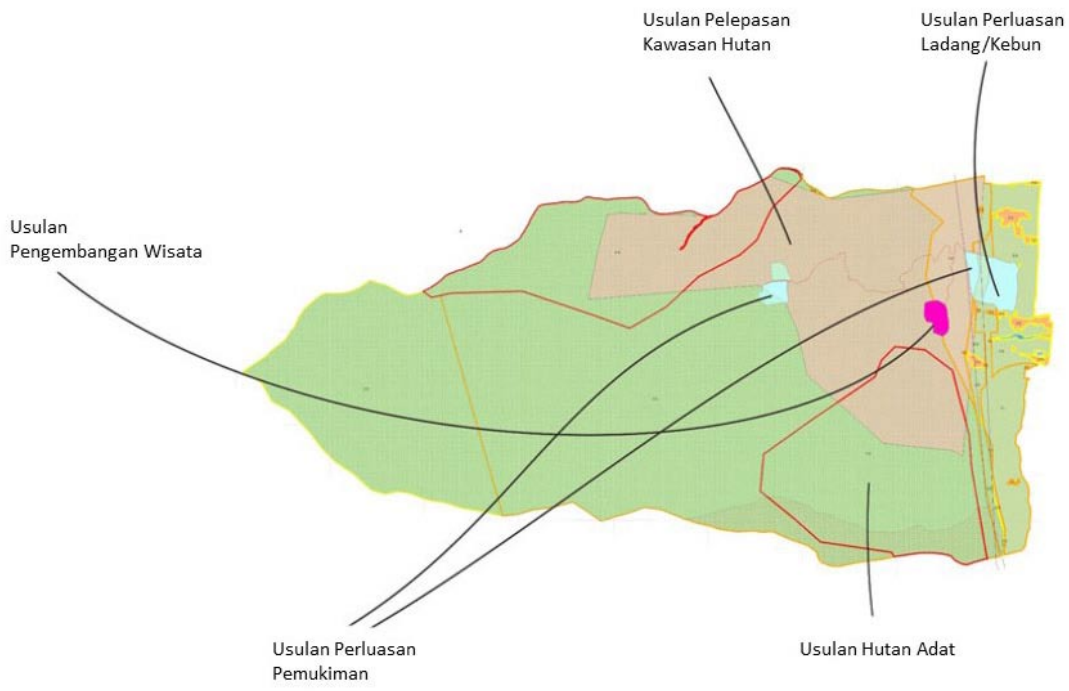 Usulan Pelepasan
Kawasan Hutan
Usulan Perluasan
Ladang/Kebun
Usulan
Pengembangan Wisata
Usulan Perluasan
Pemukiman
Usulan Hutan Adat